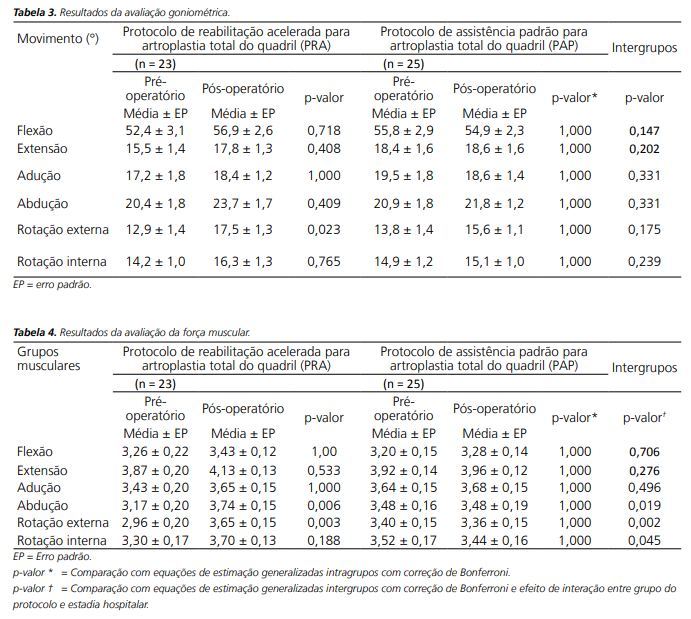 Tabela 3. Resultados da avaliação goniométrica.
Movimento (º) Protocolo de reabilitação acelerada para artroplastia total do quadril (PRA) Protocolo de assistência padrão para artroplastia total do quadril (PAP) Intergrupos
(n = 23) (n = 25)
Pré-operatório Pós-operatório p-valor Pré-operatório Pós-operatório p-valor* p-valor
Média ± EP Média ± EP Média ± EP Média ± EP
Flexão 52,4 ± 3,1 56,9 ± 2,6 0,718 55,8 ± 2,9 54,9 ± 2,3 1,000 0,147
Extensão 15,5 ± 1,4 17,8 ± 1,3 0,408 18,4 ± 1,6 18,6 ± 1,6 1,000 0,202
Adução 17,2 ± 1,8 18,4 ± 1,2 1,000 19,5 ± 1,8 18,6 ± 1,4 1,000 0,331
Abdução 20,4 ± 1,8 23,7 ± 1,7 0,409 20,9 ± 1,8 21,8 ± 1,2 1,000 0,331
Rotação externa 12,9 ± 1,4 17,5 ± 1,3 0,023 13,8 ± 1,4 15,6 ± 1,1 1,000 0,175
Rotação interna 14,2 ± 1,0 16,3 ± 1,3 0,765 14,9 ± 1,2 15,1 ± 1,0 1,000 0,239
EP = erro padrão.
Tabela 4. Resultados da avaliação da força muscular.
Grupos musculares Protocolo de reabilitação acelerada para artroplastia total do quadril (PRA) Protocolo de assistência padrão para artroplastia total do quadril (PAP) Intergrupos
(n = 23) (n = 25)
Pré-operatório Pós-operatório p-valor Pré-operatório Pós-operatório p-valor* p-valor†
Média ± EP Média ± EP Média ± EP Média ± EP
Flexão 3,26 ± 0,22 3,43 ± 0,12 1,00 3,20 ± 0,15 3,28 ± 0,14 1,000 0,706
Extensão 3,87 ± 0,20 4,13 ± 0,13 0,533 3,92 ± 0,14 3,96 ± 0,12 1,000 0,276
Adução 3,43 ± 0,20 3,65 ± 0,15 1,000 3,64 ± 0,15 3,68 ± 0,15 1,000 0,496
Abdução 3,17 ± 0,20 3,74 ± 0,15 0,006 3,48 ± 0,16 3,48 ± 0,19 1,000 0,019
Rotação externa 2,96 ± 0,20 3,65 ± 0,15 0,003 3,40 ± 0,15 3,36 ± 0,15 1,000 0,002
Rotação interna 3,30 ± 0,17 3,70 ± 0,13 0,188 3,52 ± 0,17 3,44 ± 0,16 1,000 0,045
EP = Erro padrão.
p-valor * = Comparação com equações de estimação generalizadas intragrupos com correção de Bonferroni.
p-valor † = Comparação com equações de estimação generalizadas intergrupos com correção de Bonferroni e efeito de interação entre grupo do
protocolo e estadia hospitalar.